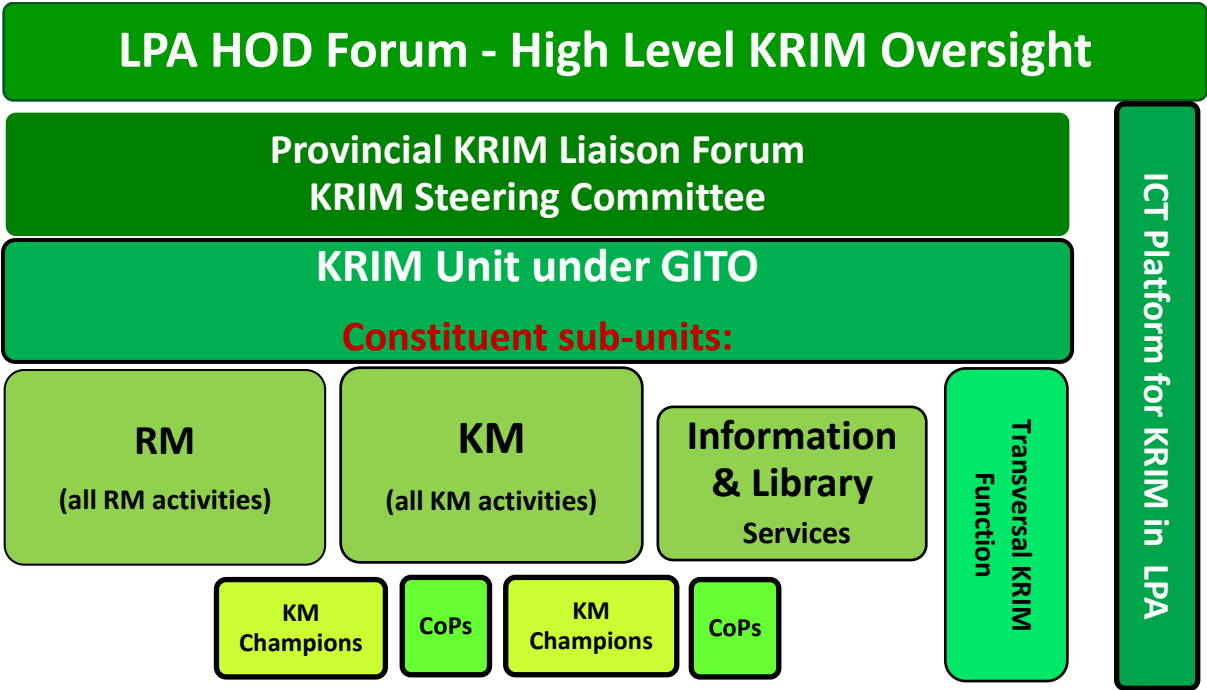 LPA HOD Forum - High Level KRIM Oversight
Provincial KRIM Liaison Forum
KRIM Steering Committee
KRIM Unit under GITO
Constituent sub-units:
RM
(all RM activities)
KM
(all KM activities)
Information
& Library
Services
Transversal KRIM
Function
ICT Platform for KRIM in LPA
KM
Champions
CoPs
KM
Champions
CoPs